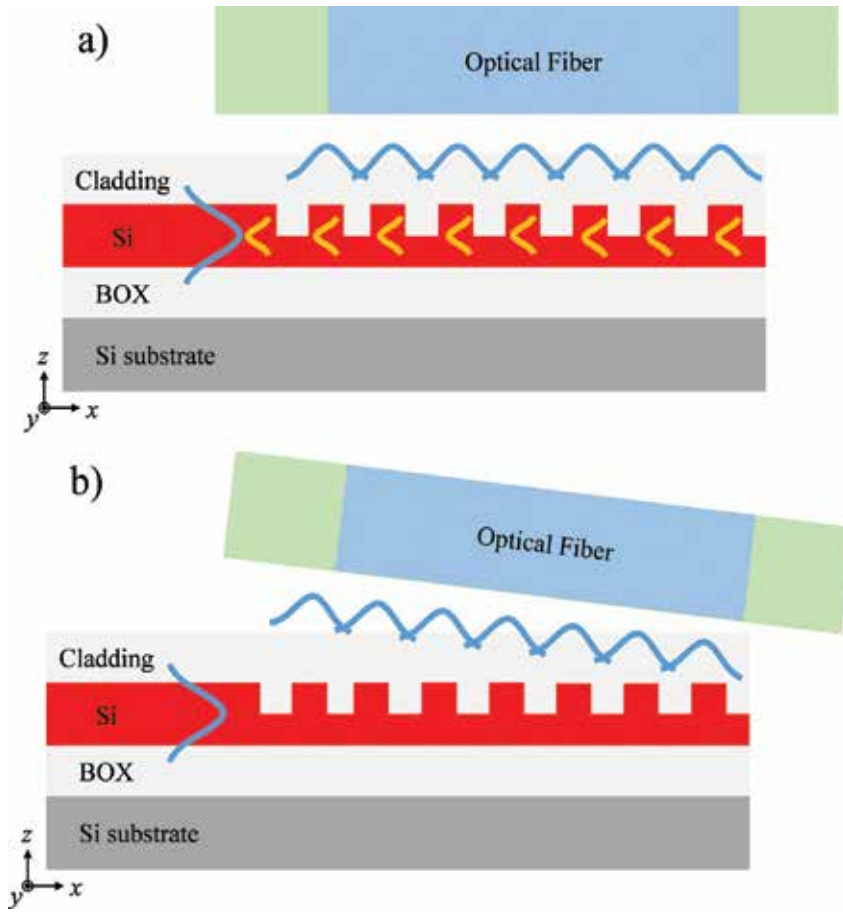 a)
Optical Fiber
Cladding
Si
BOX
Si substrate
z
y
x
b)
Optical Fiber
Cladding
Si
BOX
Si substrate
z
y
x